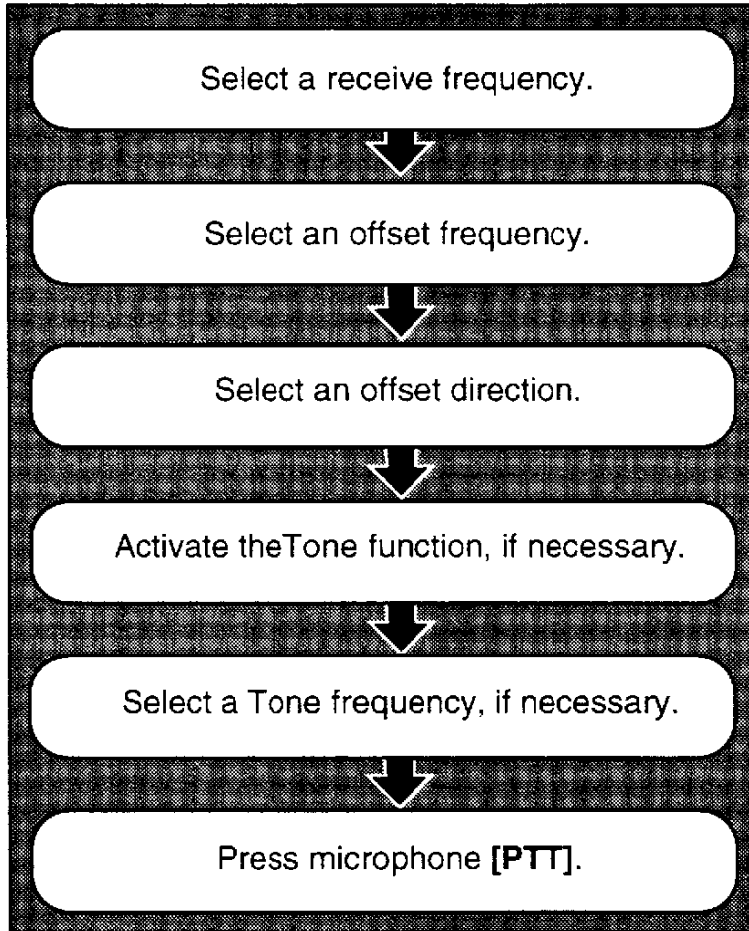 Select a receive frequency.
Select an offset frequency.
Select an offset direction.
Activate theTone function, if necessary.
Select a Tone frequency, if necessary.
Press microphone [PTT].